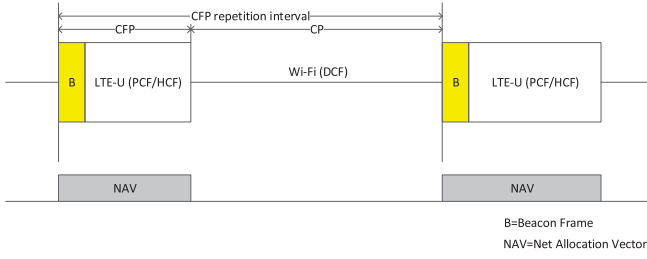 CFP repetition interval
CFP
CP
B
LTE-U (PCF/HCF)
Wi-Fi (DCF)
B
LTE-U (PCF/HCF)
NAV
NAV
B=Beacon Frame
NAV=Net Allocation Vector